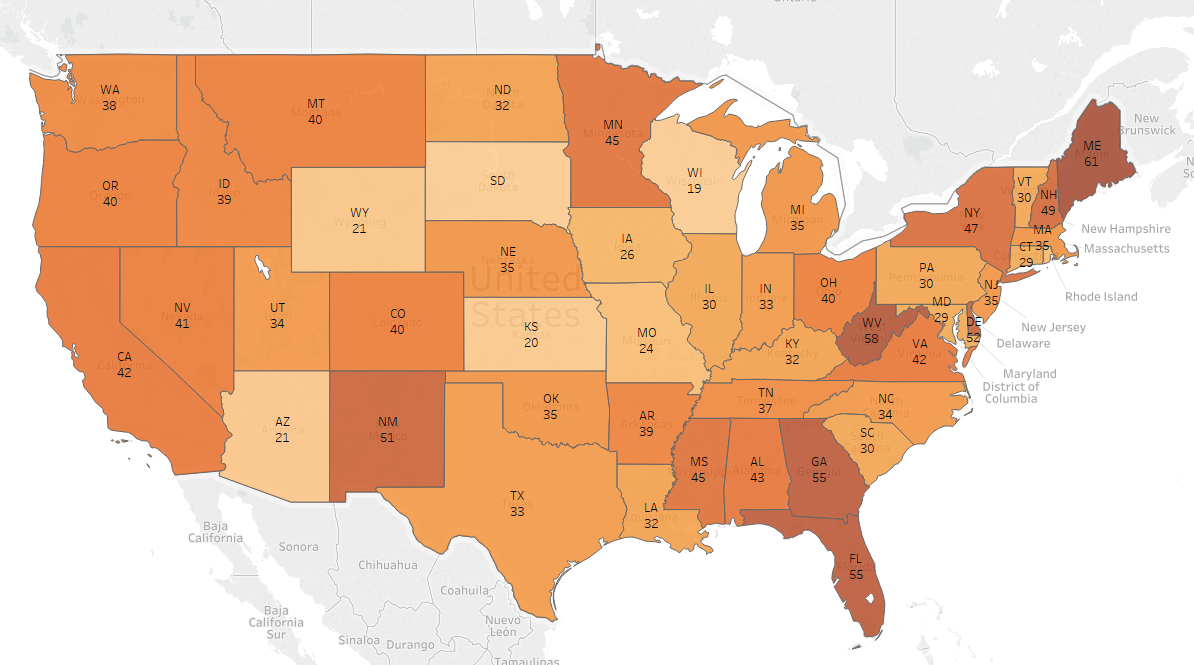 Ontario
WA
38
Washington
MT
40
ND
32
MN
45
ME
61
New
Brunswick
OR
40
ID
39
SD
WI
19
VT
30
NH
49
WY
21
MI
35
NY
47
MA
35
New Hampshire
Massachusetts
NE
35
IA
26
CT
29
United
States
PA
30
Rhode Island
NV
41
UT
34
CO
40
IL
30
IN
33
OH
40
NJ
35
MD
29
KS
20
MO
24
WV
58
DE
52
New Jersey
Delaware
CA
42
KY
32
VA
42
Maryland
District of
Columbia
AZ
21
NM
51
OK
35
AR
39
TN
37
NC
34
SC
30
MS
45
AL
43
GA
55
TX
33
LA
32
FL
55
Baja
California
Sonora
Chihuahua
Coahuila
Baja
California
Sur
Sinaloa
Durango
Nuevo
León
Tamaulipas